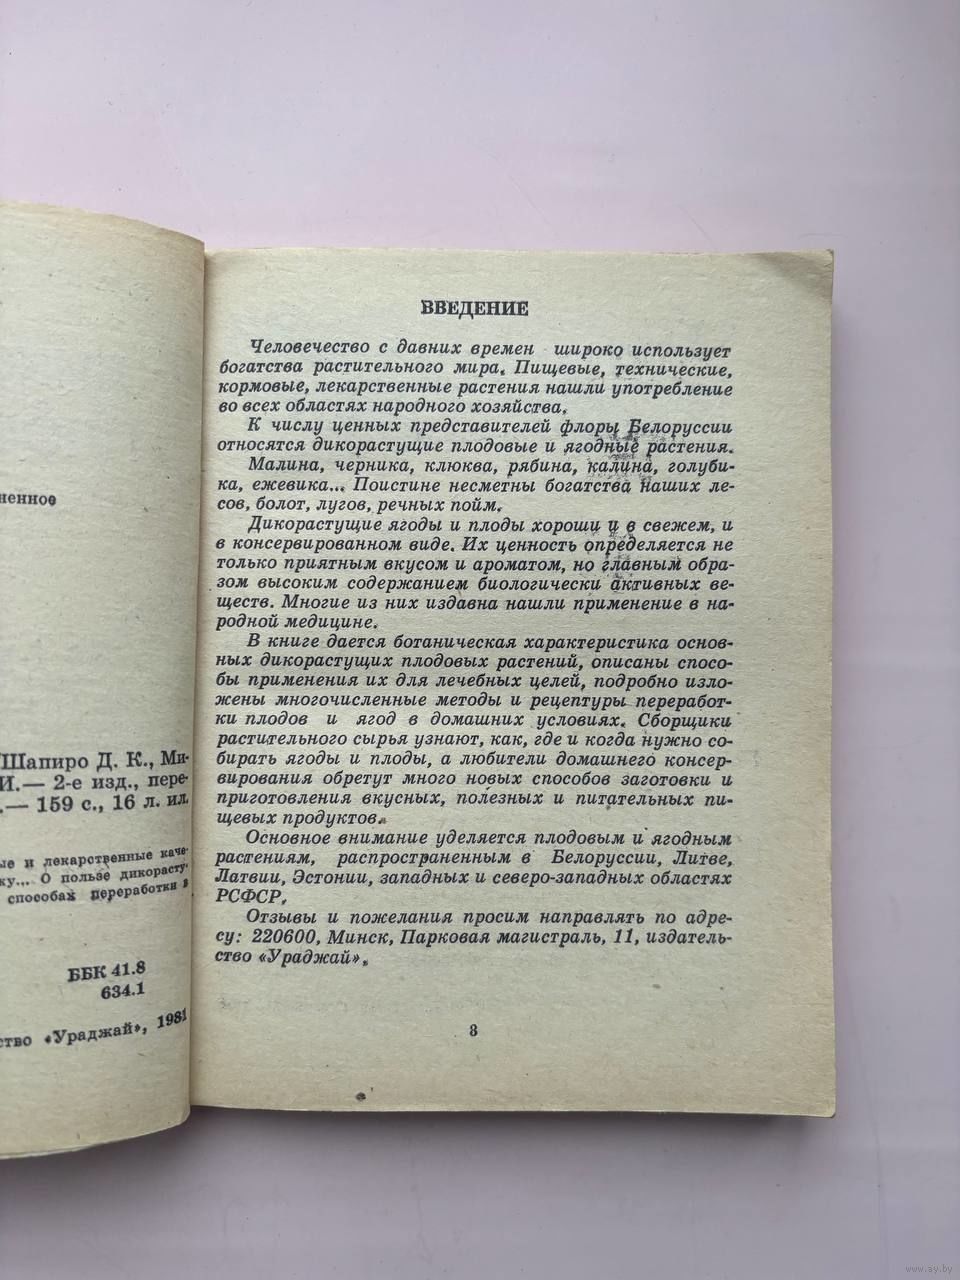 ненное
Шапиро Д. К., Ми-
И.— 2-е изд., пере-
.— 159 с., 16 л. ил.
ые и лекарственные каче-
ку... О пользе дикорасту-
способах переработки в
ББК 41.8
634.1
ство «Ураджай», 1981
ВВЕДЕНИЕ
Человечество с давних времен широко использует
богатства растительного мира. Пищевые, технические,
кормовые, лекарственные растения нашли употребление
во всех областях народного хозяйства.
К числу ценных представителей флоры Белоруссии
относятся дикорастущие плодовые и ягодные растения.
Малина, черника, клюква, рябина, калина, голуби-
ка, ежевика... Поистине несметны богатства наших ле-
сов, болот, лугов, речных пойм.
Дикорастущие ягоды и плоды хороши и в свежем, и
в консервированном виде. Их ценность определяется не
только приятным вкусом и ароматом, но главным обра-
зом высоким содержанием биологически активных ве-
ществ. Многие из них издавна нашли применение в на-
родной медицине.
В книге дается ботаническая характеристика основ-
ных дикорастущих плодовых растений, описаны спосо-
бы применения их для лечебных целей, подробно изло-
жены многочисленные методы и рецептуры переработ-
ки плодов и ягод в домашних условиях. Сборщики
растительного сырья узнают, как, где и когда нужно со-
бирать ягоды и плоды, а любители домашнего консер-
вирования обретут много новых способов заготовки и
приготовления вкусных, полезных и питательных пи-
щевых продуктов.
Основное внимание уделяется плодовым и ягодным
растениям, распространенным в Белоруссии, Литве,
Латвии, Эстонии, западных и северо-западных областях
РСФСР.
Отзывы и пожелания просим направлять по адре-
су: 220600, Минск, Парковая магистраль, 11, издатель-
ство «Ураджай».
3
www.ay.by